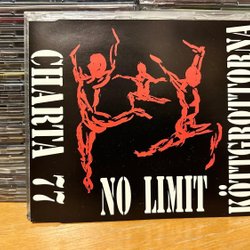 CHARTA 77
NO LIMIT
KÖTTGROTTORNA